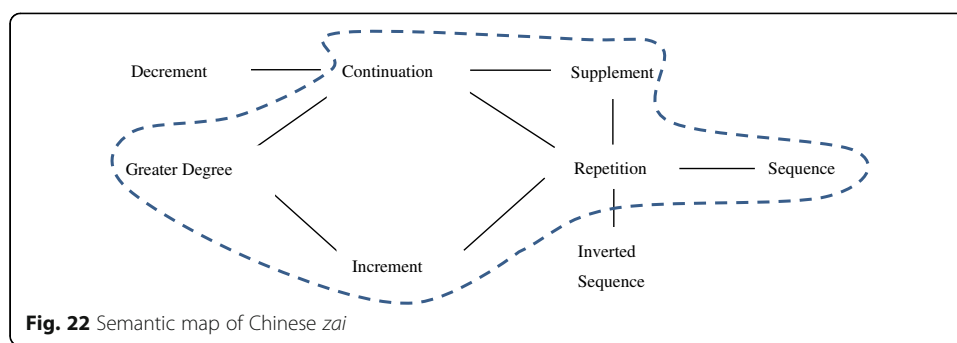 Decrement Continuation Supplement
Greater Degree Repetition Sequence
Increment Inverted
Sequence
Fig. 22 Semantic map of Chinese zai